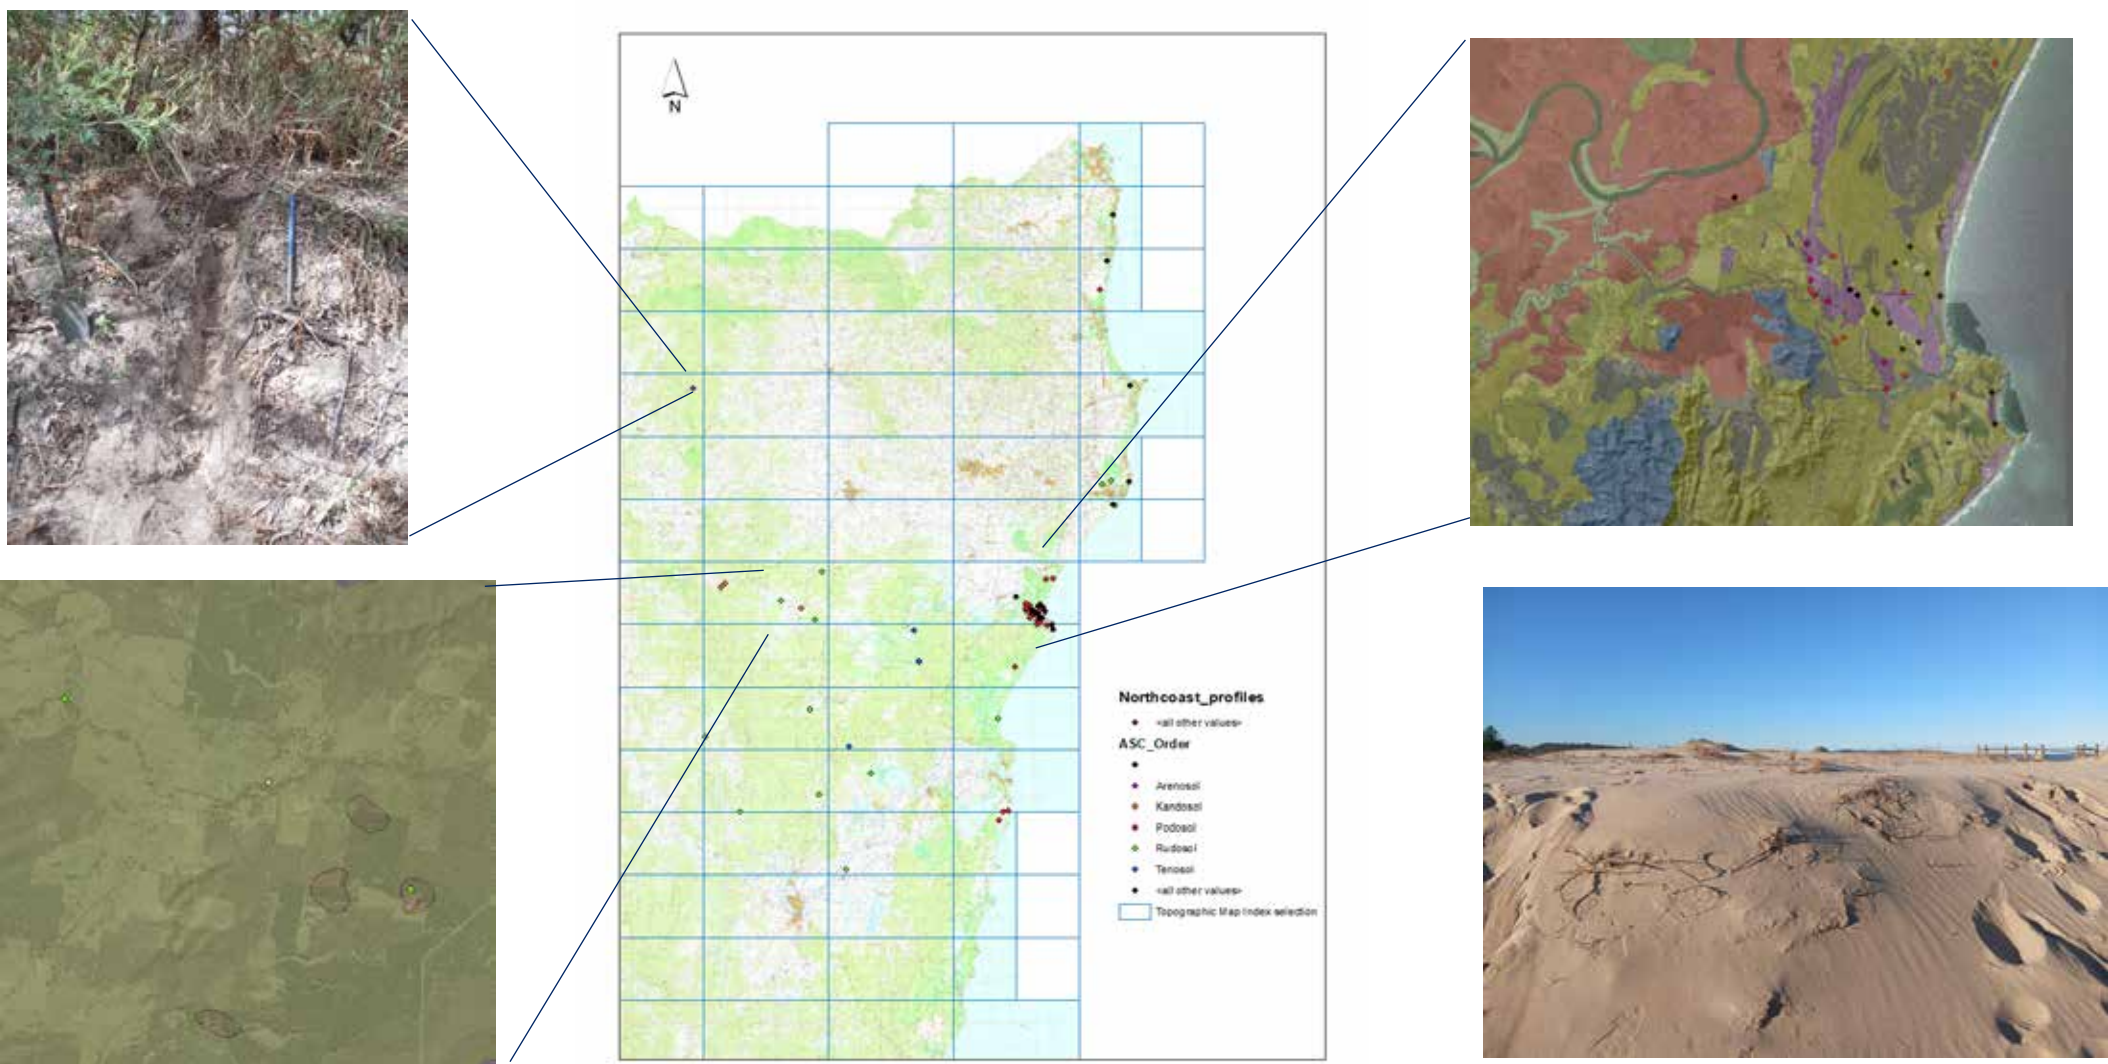 N
Northcoast_profiles
<all other values>
ASC_Order
Arenosol
Kandosol
Podosol
Rudosol
Tenosol
<all other values>
Topographic Map Index selection